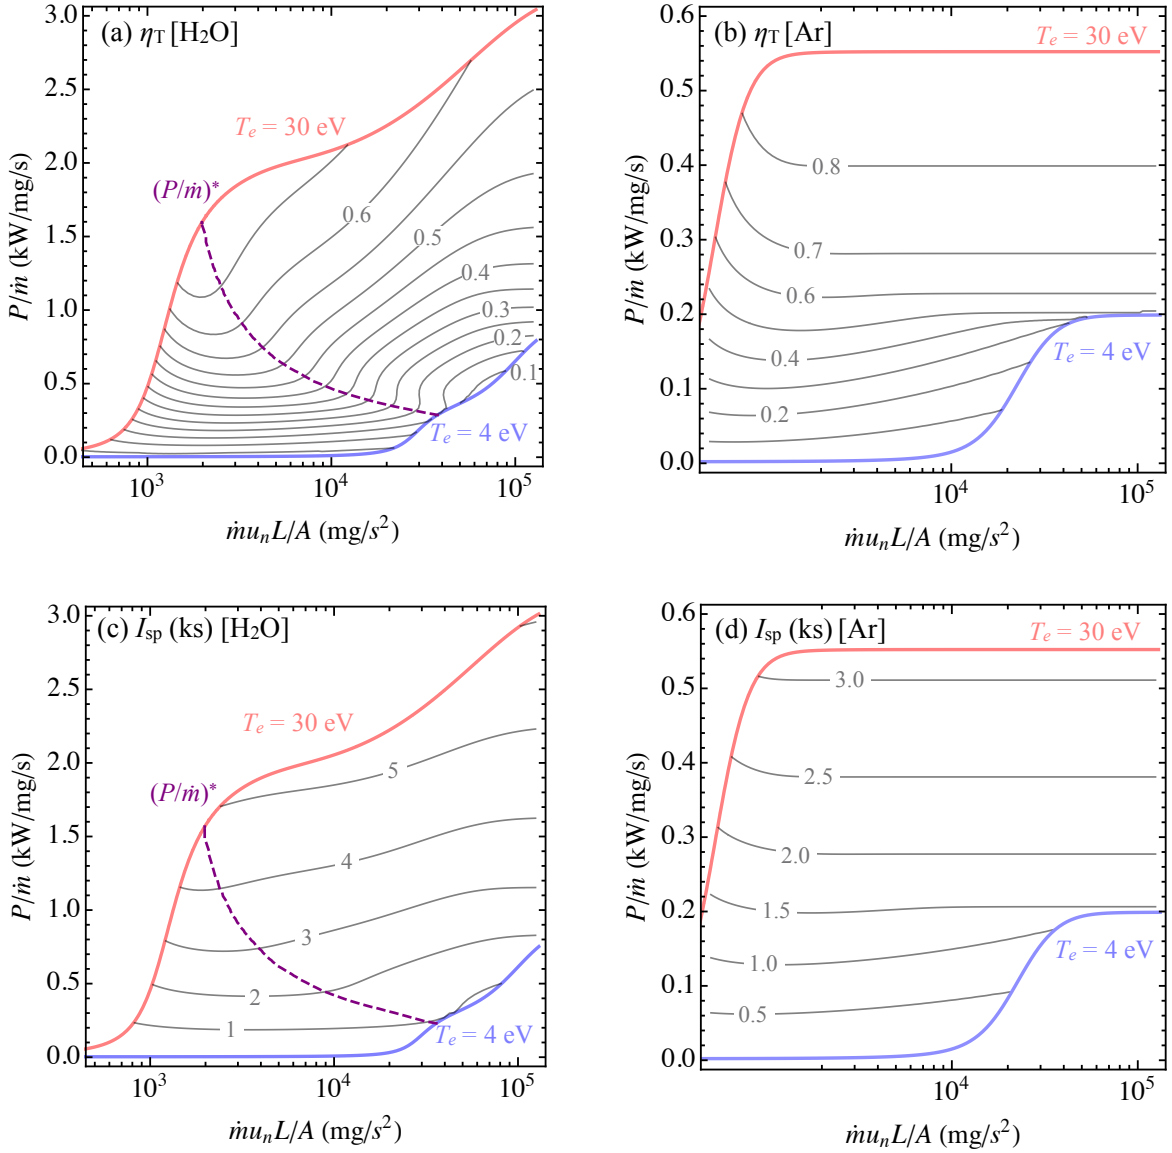 (a) ηT [H2O]
Te = 30 eV
(P/ṁ)*
0.6
0.5
0.4
0.3
0.2
0.1
Te = 4 eV
3.0
2.5
2.0
1.5
1.0
0.5
0.0
P/ṁ (kW/mg/s)
10³ 10⁴ 10⁵
ṁunL/A (mg/s²)
(b) ηT [Ar]
Te = 30 eV
0.8
0.7
0.6
0.4
0.2
Te = 4 eV
0.6
0.5
0.4
0.3
0.2
0.1
0.0
P/ṁ (kW/mg/s)
10⁴ 10⁵
ṁunL/A (mg/s²)
(c) Isp (ks) [H2O]
Te = 30 eV
(P/ṁ)*
5
4
3
2
1
Te = 4 eV
3.0
2.5
2.0
1.5
1.0
0.5
0.0
P/ṁ (kW/mg/s)
10³ 10⁴ 10⁵
ṁunL/A (mg/s²)
(d) Isp (ks) [Ar]
Te = 30 eV
3.0
2.5
2.0
1.5
1.0
0.5
Te = 4 eV
0.6
0.5
0.4
0.3
0.2
0.1
0.0
P/ṁ (kW/mg/s)
10⁴ 10⁵
ṁunL/A (mg/s²)